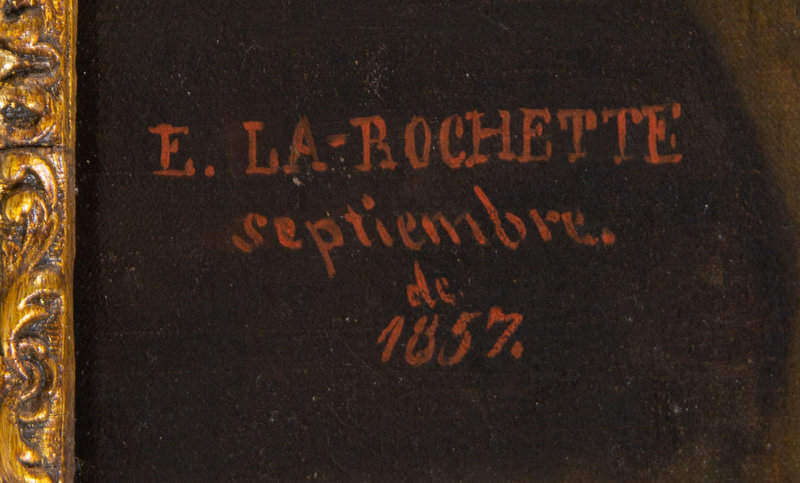 E. LA-ROCHETTE
septiembre.
de
1857.